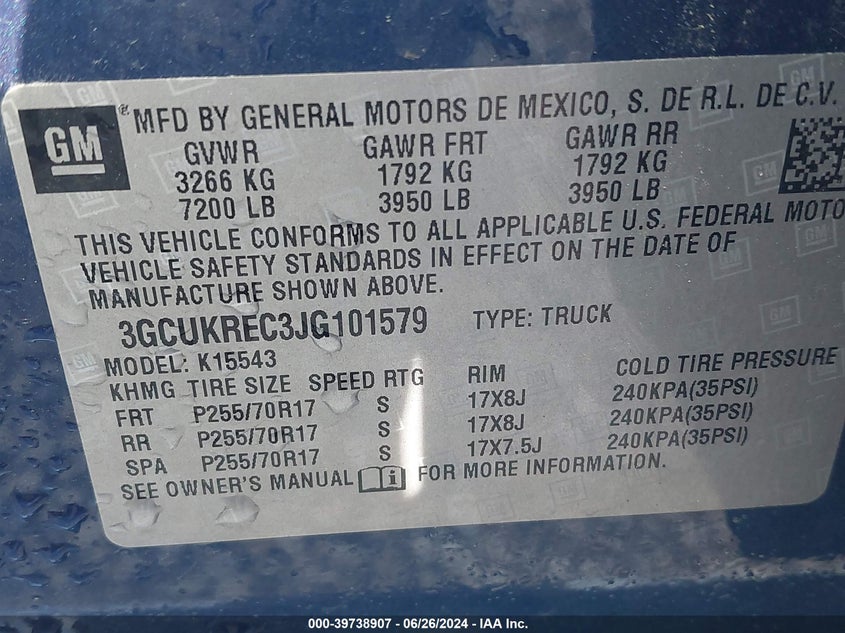 GM
® MFD BY GENERAL MOTORS DE MEXICO, S. DE R.L. DE C.V.
GVWR GAWR FRT GAWR RR
3266 KG 1792 KG 1792 KG
7200 LB 3950 LB 3950 LB
THIS VEHICLE CONFORMS TO ALL APPLICABLE U.S. FEDERAL MOTO
VEHICLE SAFETY STANDARDS IN EFFECT ON THE DATE OF
MANUFACTURE SHOWN ABOVE.
3GCUKREC3JG101579 TYPE: TRUCK
MODEL: K15543
KHMG TIRE SIZE SPEED RTG RIM COLD TIRE PRESSURE
FRT P255/70R17 S 17X8J 240KPA(35PSI)
RR P255/70R17 S 17X8J 240KPA(35PSI)
SPA P255/70R17 S 17X7.5J 240KPA(35PSI)
SEE OWNER'S MANUAL FOR MORE INFORMATION.
000-39738907 / 06/26/2024 - IAA Inc.